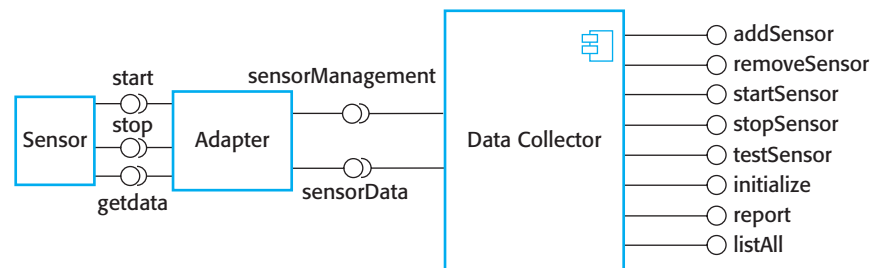 start
stop
getdata
Sensor
Adapter
sensorManagement
sensorData
Data Collector
addSensor
removeSensor
startSensor
stopSensor
testSensor
initialize
report
listAll